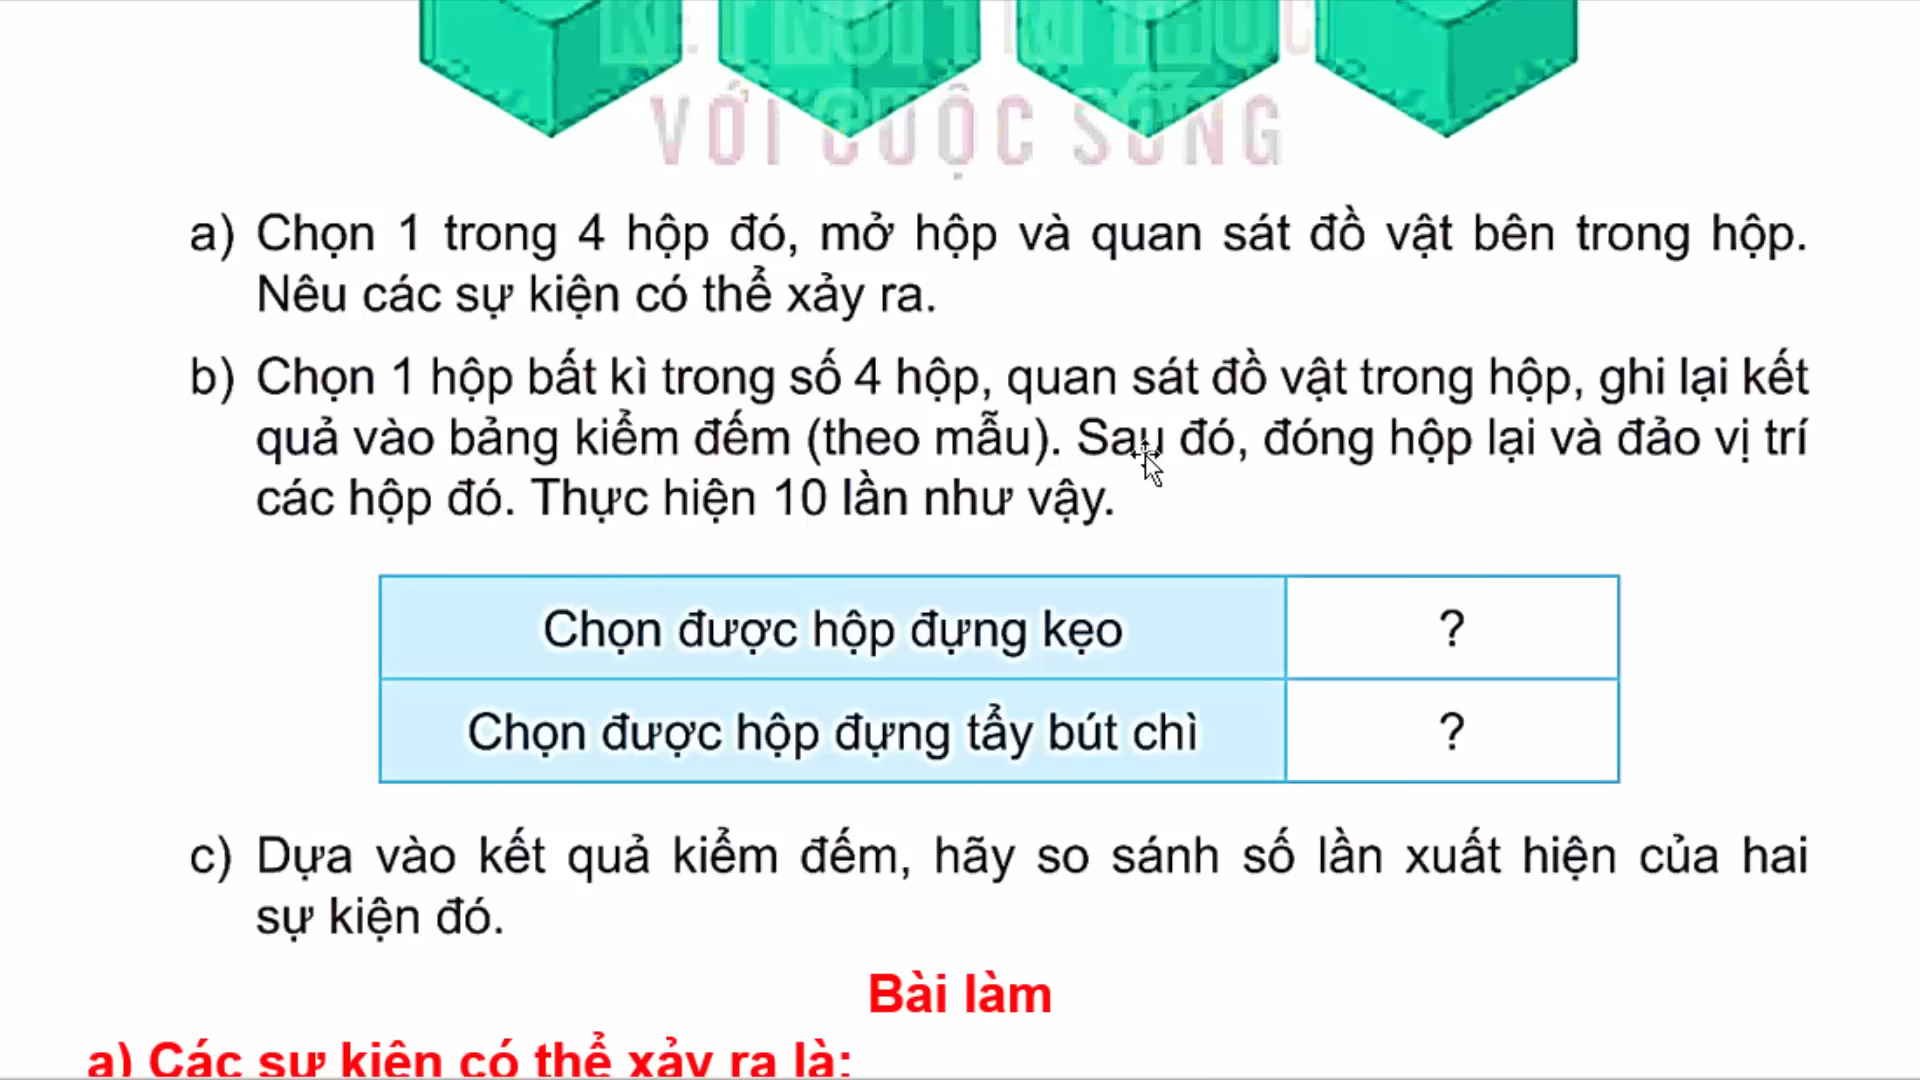 KẾT NỐI TRI THỨC
VỚI CUỘC SỐNG
a) Chọn 1 trong 4 hộp đó, mở hộp và quan sát đồ vật bên trong hộp.
Nêu các sự kiện có thể xảy ra.
b) Chọn 1 hộp bất kì trong số 4 hộp, quan sát đồ vật trong hộp, ghi lại kết
quả vào bảng kiểm đếm (theo mẫu). Sau đó, đóng hộp lại và đảo vị trí
các hộp đó. Thực hiện 10 lần như vậy.
Chọn được hộp đựng kẹo ?
Chọn được hộp đựng tẩy bút chì ?
c) Dựa vào kết quả kiểm đếm, hãy so sánh số lần xuất hiện của hai
sự kiện đó.
Bài làm
a) Các sự kiện có thể xảy ra là: